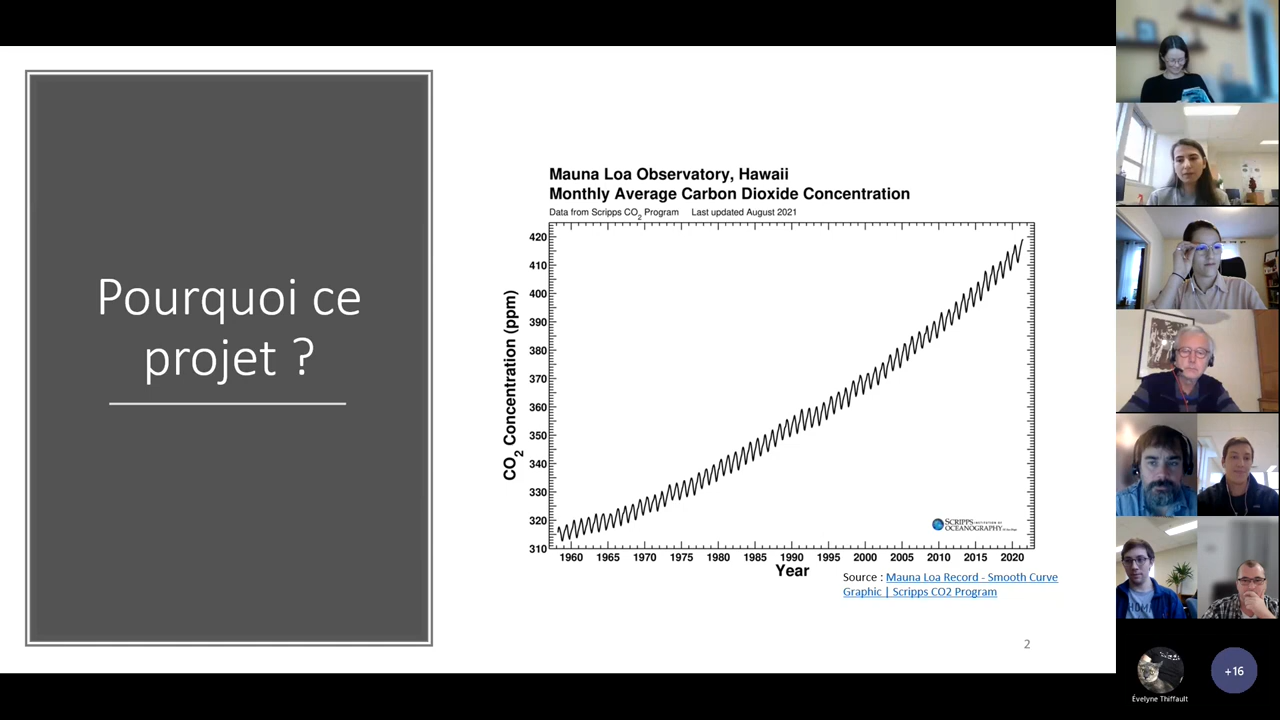 Pourquoi ce
projet ?
Mauna Loa Observatory, Hawaii
Monthly Average Carbon Dioxide Concentration
Data from Scripps CO2 Program Last updated August 2021
CO2 Concentration (ppm)
420
410
400
390
380
370
360
350
340
330
320
310
1960 1965 1970 1975 1980 1985 1990 1995 2000 2005 2010 2015 2020
Year
SCRIPPS INSTITUTION OF
OCEANOGRAPHY
Source : Mauna Loa Record - Smooth Curve
Graphic | Scripps CO2 Program
2
+16
Évelyne Thiffault